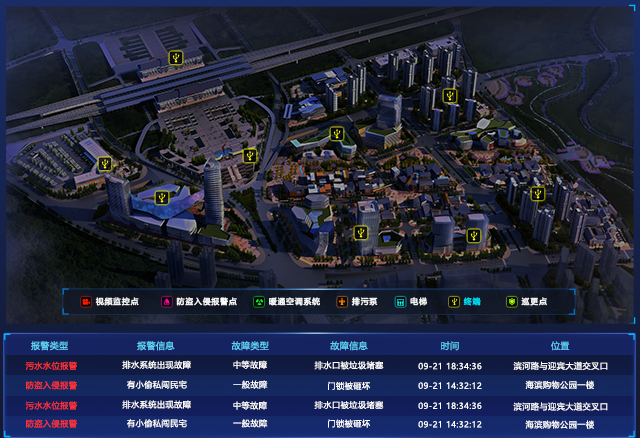 视频监控点 防盗入侵报警点 暖通空调系统 排污泵 电梯 终端 巡更点
报警类型 报警信息 故障类型 故障信息 时间 位置
污水水位报警 排水系统出现故障 中等故障 排水口被垃圾堵塞 09-21 18:34:36 滨河路与迎宾大道交叉口
防盗入侵报警 有小偷私闯民宅 一般故障 门锁被砸坏 09-21 14:32:12 海滨购物公园一楼
污水水位报警 排水系统出现故障 中等故障 排水口被垃圾堵塞 09-21 18:34:36 滨河路与迎宾大道交叉口
防盗入侵报警 有小偷私闯民宅 一般故障 门锁被砸坏 09-21 14:32:12 海滨购物公园一楼